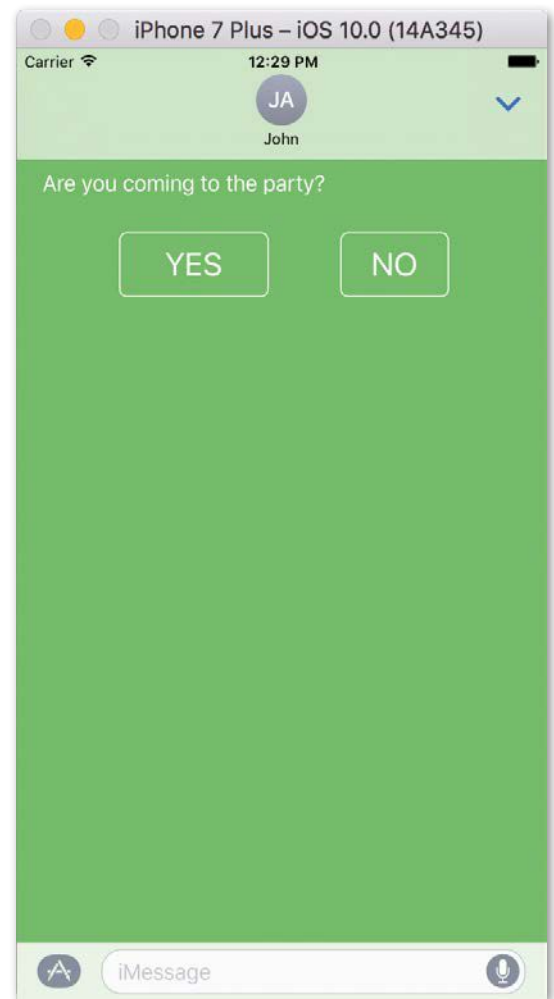 iPhone 7 Plus – iOS 10.0 (14A345)
Carrier 12:29 PM
JA
John
Are you coming to the party?
YES NO
iMessage